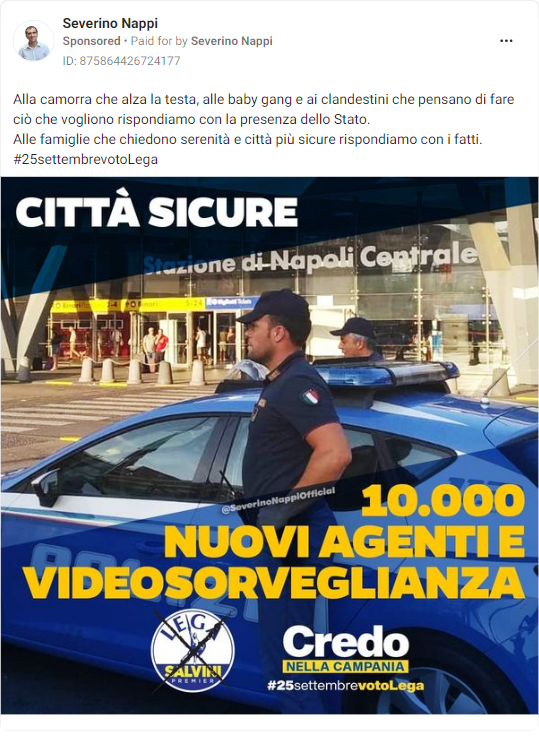 Severino Nappi
Sponsored • Paid for by Severino Nappi
ID: 875864426724177
Alla camorra che alza la testa, alle baby gang e ai clandestini che pensano di fare
ciò che vogliono rispondiamo con la presenza dello Stato.
Alle famiglie che chiedono serenità e città più sicure rispondiamo con i fatti.
#25settembrevotoLega
CITTÀ SICURE
Stazione di Napoli Centrale
@SeverinoNappiOfficial
10.000
NUOVI AGENTI E
VIDEOSORVEGLIANZA
LEGA
SALVINI
PREMIER
Credo
NELLA CAMPANIA
#25settembrevotoLega